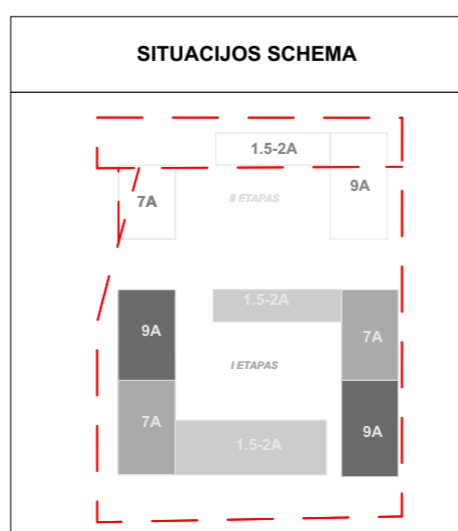 SITUACIJOS SCHEMA
1.5-2A
7A
II ETAPAS
9A
1.5-2A
9A
7A
I ETAPAS
7A
1.5-2A
9A